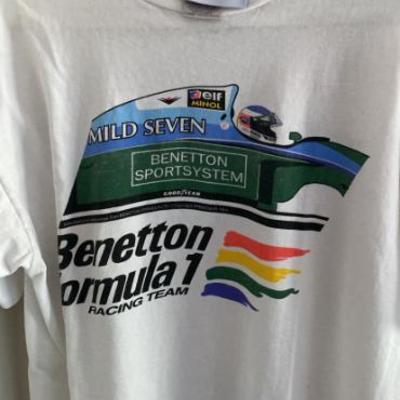 elf
MINOL
MILD SEVEN
BENETTON
SPORTSYSTEM
GOODYEAR
Benetton
formula 1
RACING TEAM